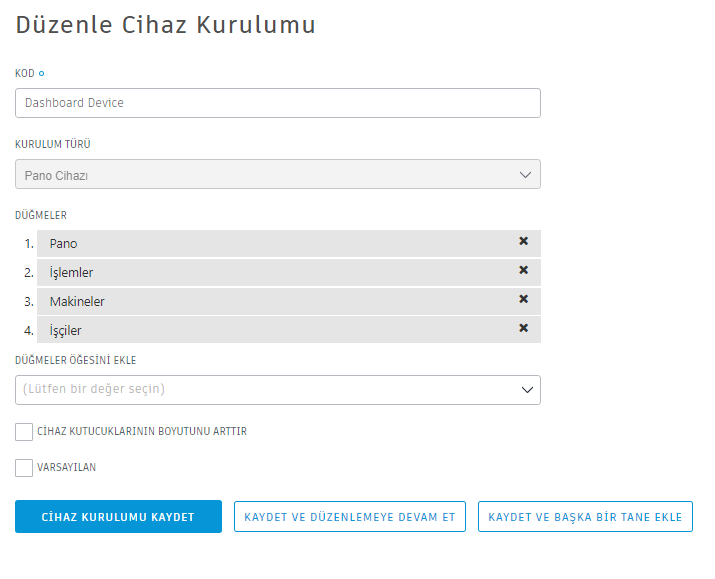 Düzenle Cihaz Kurulumu
KOD
Dashboard Device
KURULUM TÜRÜ
Pano Cihazı
DÜĞMELER
1. Pano
2. İşlemler
3. Makineler
4. İşçiler
DÜĞMELER ÖĞESİNİ EKLE
(Lütfen bir değer seçin)
CİHAZ KUTUCUKLARININ BOYUTUNU ARTTIR
VARSAYILAN
CİHAZ KURULUMU KAYDET KAYDET VE DÜZENLEMEYE DEVAM ET KAYDET VE BAŞKA BİR TANE EKLE